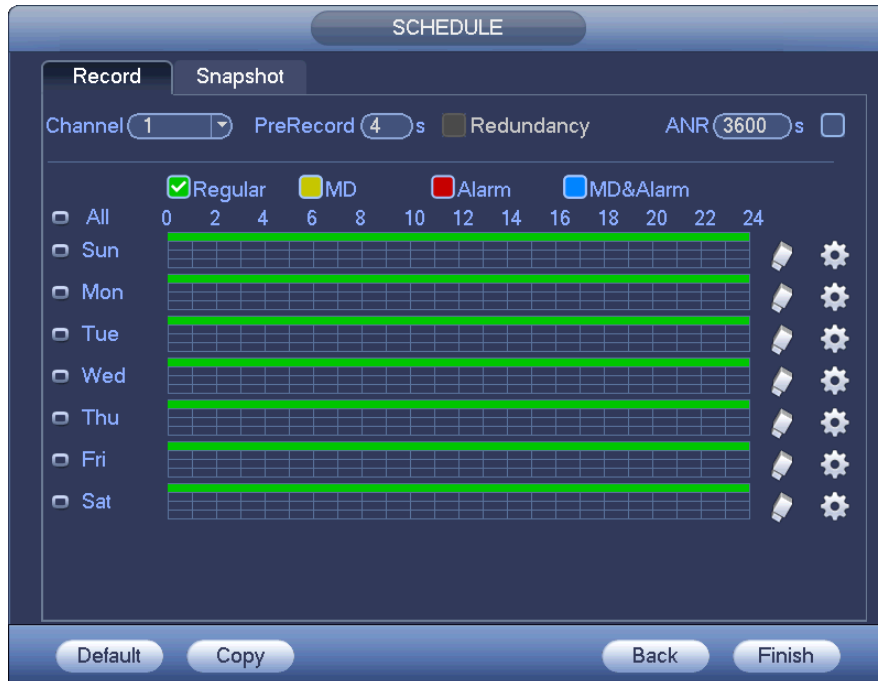 SCHEDULE
Record Snapshot
Channel 1 PreRecord 4 s Redundancy ANR 3600 s
Regular MD Alarm MD&Alarm
All 0 2 4 6 8 10 12 14 16 18 20 22 24
Sun
Mon
Tue
Wed
Thu
Fri
Sat
Default Copy Back Finish